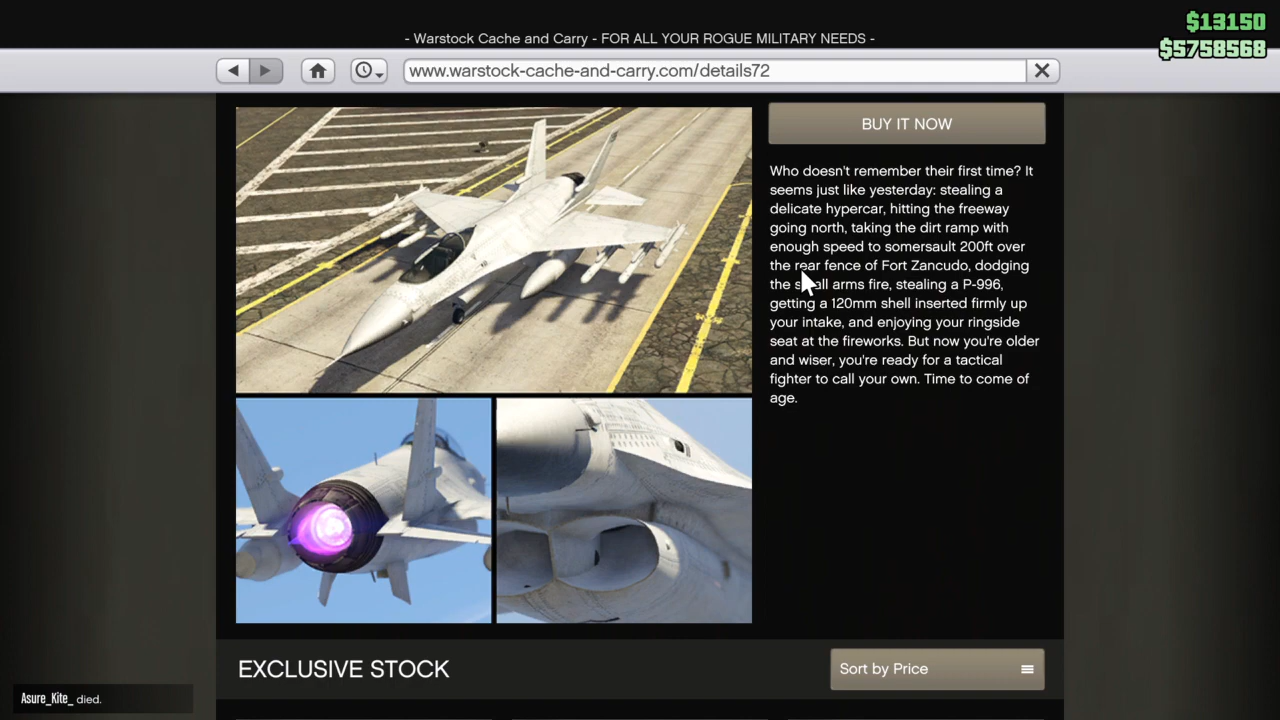 $13150
- Warstock Cache and Carry - FOR ALL YOUR ROGUE MILITARY NEEDS -
$5758568
www.warstock-cache-and-carry.com/details72
BUY IT NOW
Who doesn't remember their first time? It
seems just like yesterday: stealing a
delicate hypercar, hitting the freeway
going north, taking the dirt ramp with
enough speed to somersault 200ft over
the rear fence of Fort Zancudo, dodging
the small arms fire, stealing a P-996,
getting a 120mm shell inserted firmly up
your intake, and enjoying your ringside
seat at the fireworks. But now you're older
and wiser, you're ready for a tactical
fighter to call your own. Time to come of
age.
EXCLUSIVE STOCK
Sort by Price
Asure_Kite_ died.